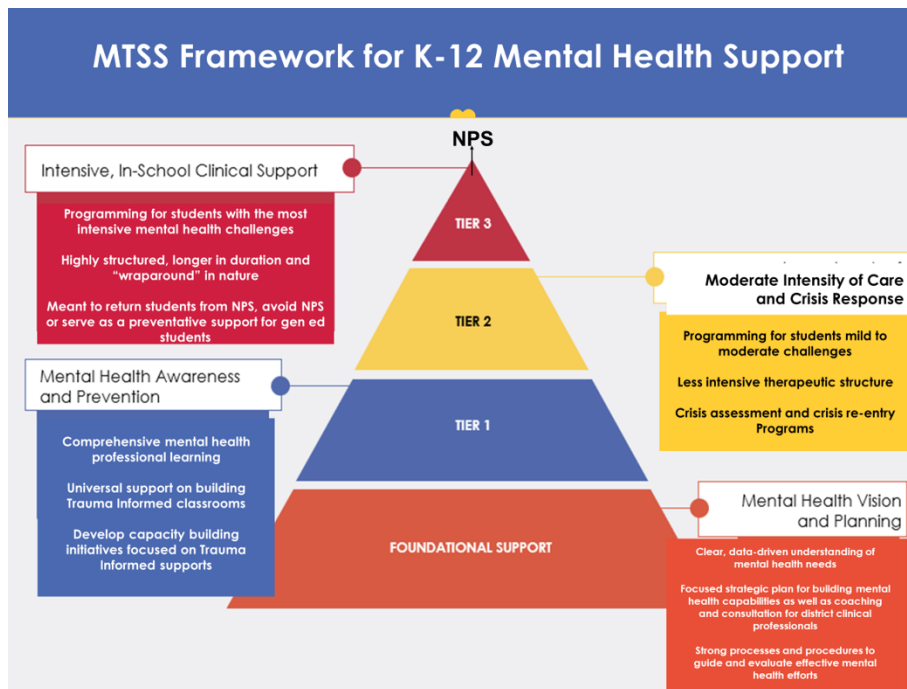 MTSS Framework for K-12 Mental Health Support
NPS
Intensive, In-School Clinical Support
Programming for students with the most
intensive mental health challenges
Highly structured, longer in duration and
“wraparound” in nature
Meant to return students from NPS, avoid NPS
or serve as a preventative support for gen ed
students
TIER 3
Moderate Intensity of Care
and Crisis Response
Programming for students mild to
moderate challenges
Less intensive therapeutic structure
Crisis assessment and crisis re-entry
Programs
TIER 2
Mental Health Awareness
and Prevention
Comprehensive mental health
professional learning
Universal support on building
Trauma Informed classrooms
Develop capacity building
initiatives focused on Trauma
Informed supports
TIER 1
Mental Health Vision
and Planning
Clear, data-driven understanding of
mental health needs
Focused strategic plan for building mental
health capabilities as well as coaching
and consultation for district clinical
professionals
Strong processes and procedures to
guide and evaluate effective mental
health efforts
FOUNDATIONAL SUPPORT